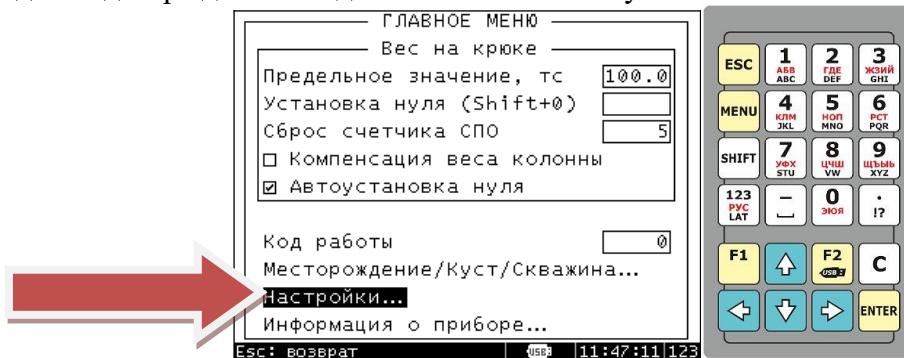 ГЛАВНОЕ МЕНЮ
Вес на крюке
Предельное значение, тс 100.0
Установка нуля (Shift+0)
Сброс счетчика СПО 5
Компенсация веса колонны
Автоустановка нуля
Код работы 0
Месторождение/Куст/Скважина...
Настройки...
Информация о приборе...
Esc: возврат USB 11:47:11 123
ESC 1 2 3
АБВ ГДЕ ЖЗИЙ
ABC DEF GHI
MENU 4 5 6
КЛМ НОП РСТ
JKL MNO PQR
SHIFT 7 8 9
УФХ ЦЧШ ЩЪЫЬ
STU VW XYZ
123 – 0 .
РУС ЭЮЯ !?
LAT
F1 F2 C
USB
ENTER